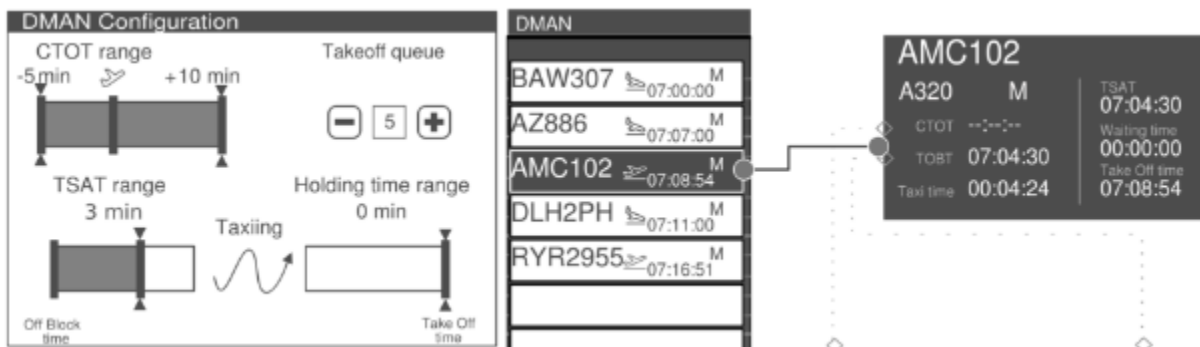 DMAN Configuration
CTOT range
-5 min
+10 min
Takeoff queue
5
TSAT range
3 min
Taxiing
Holding time range
0 min
Off Block
time
Take Off
time
DMAN
BAW307 07:00:00 M
AZ886 07:07:00 M
AMC102 07:08:54 M
DLH2PH 07:11:00 M
RYR2955 07:16:51 M
AMC102
A320 M
CTOT --:--:--
TOBT 07:04:30
Taxi time 00:04:24
TSAT
07:04:30
Waiting time
00:00:00
Take Off time
07:08:54